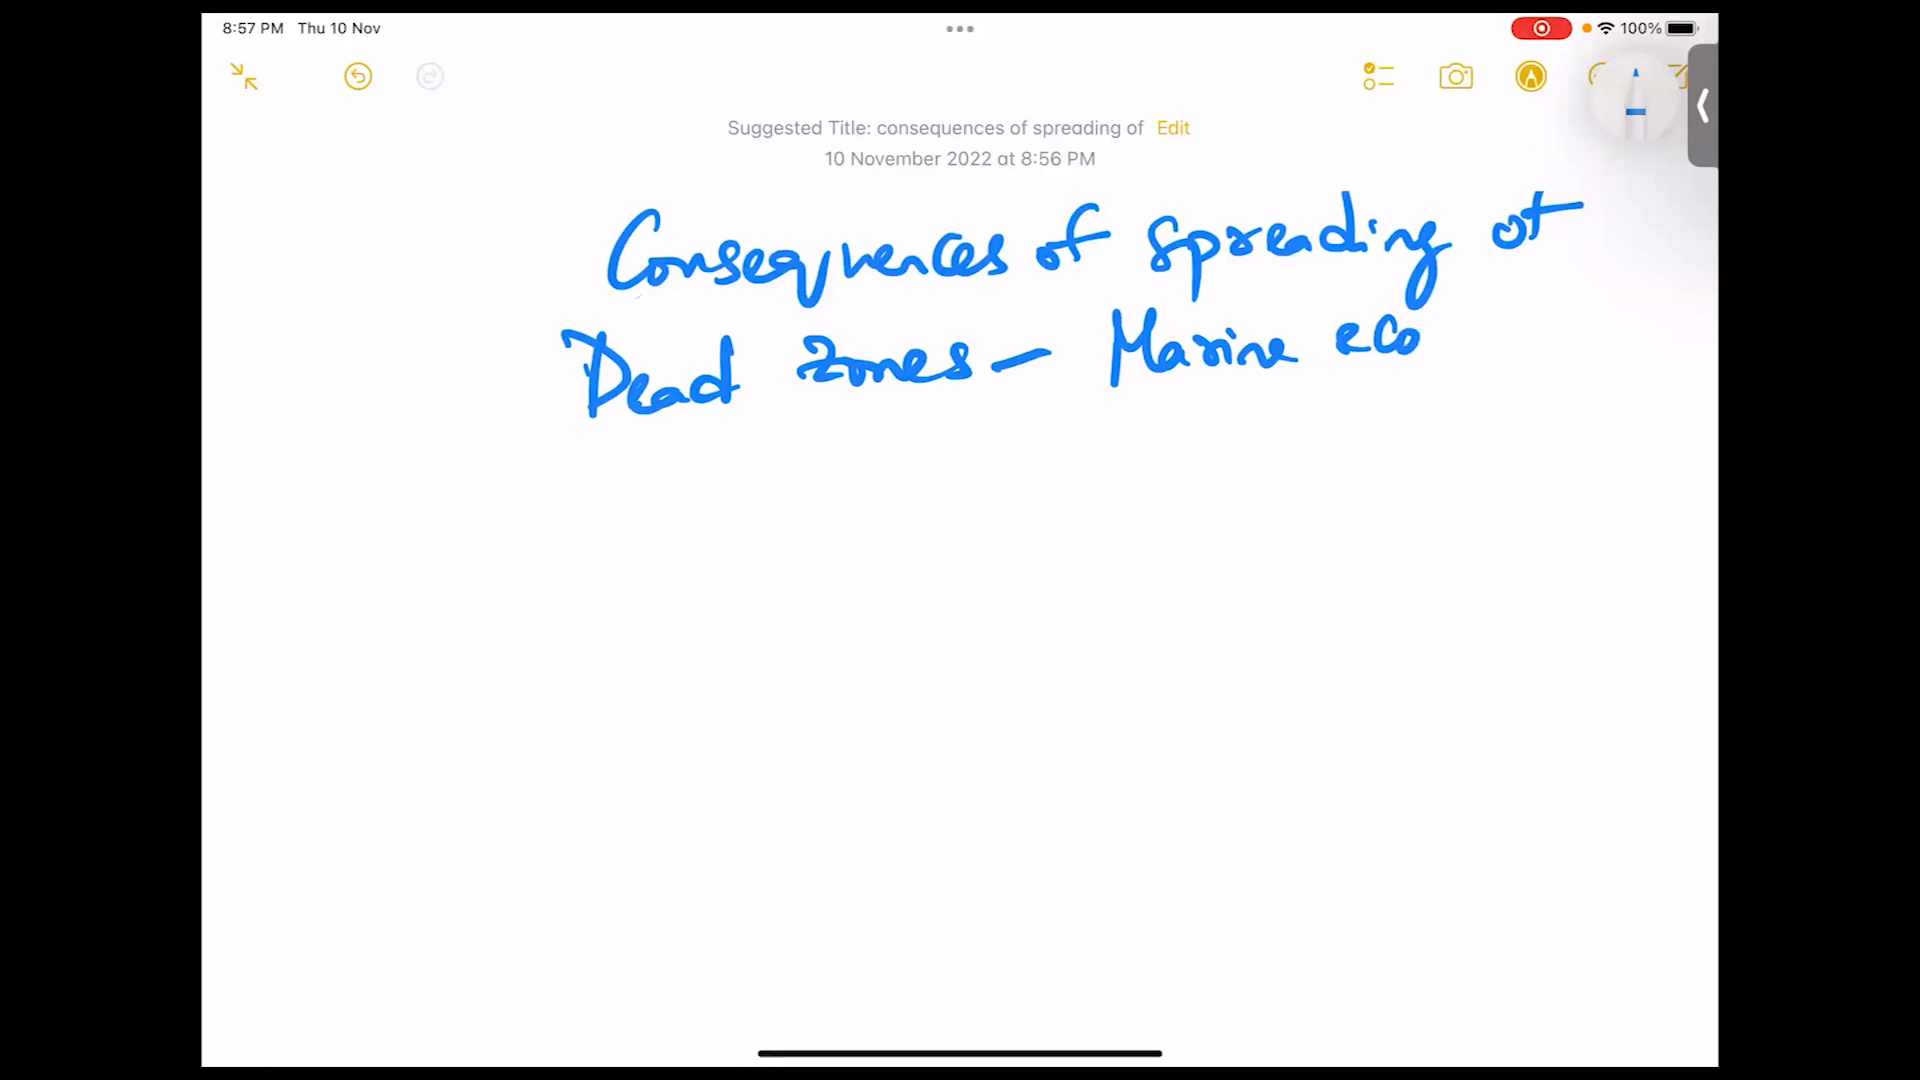 8:57 PM Thu 10 Nov
100%
Suggested Title: consequences of spreading of Edit
10 November 2022 at 8:56 PM
Consequences of spreading of
Dead zones - Marine eco